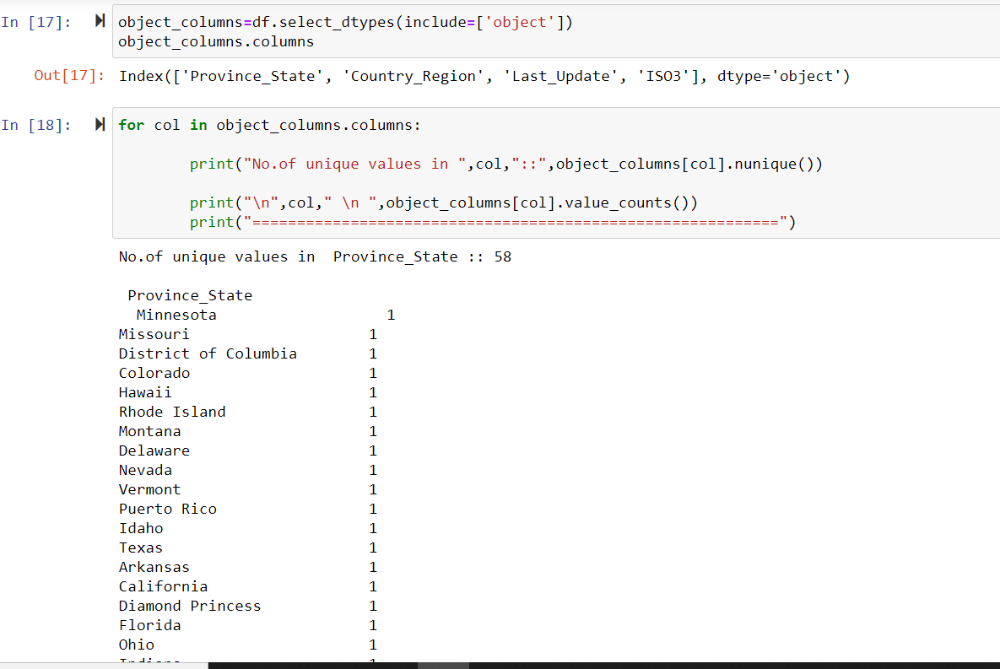 In [17]: object_columns=df.select_dtypes(include=['object'])
object_columns.columns
Out[17]: Index(['Province_State', 'Country_Region', 'Last_Update', 'ISO3'], dtype='object')
In [18]: for col in object_columns.columns:
print("No.of unique values in ",col,"::",object_columns[col].nunique())
print("\n",col," \n ",object_columns[col].value_counts())
print("===========================================================")
No.of unique values in  Province_State :: 58
Province_State
Minnesota 1
Missouri 1
District of Columbia 1
Colorado 1
Hawaii 1
Rhode Island 1
Montana 1
Delaware 1
Nevada 1
Vermont 1
Puerto Rico 1
Idaho 1
Texas 1
Arkansas 1
California 1
Diamond Princess 1
Florida 1
Ohio 1